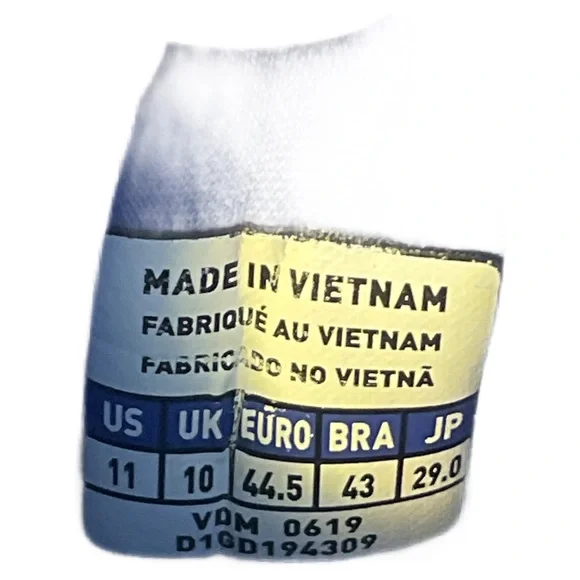 MADE IN VIETNAM
FABRIQUÉ AU VIETNAM
FABRICADO NO VIETNÃ
US UK EURO BRA JP
11 10 44.5 43 29.0
VDM 0619
D1GD194309